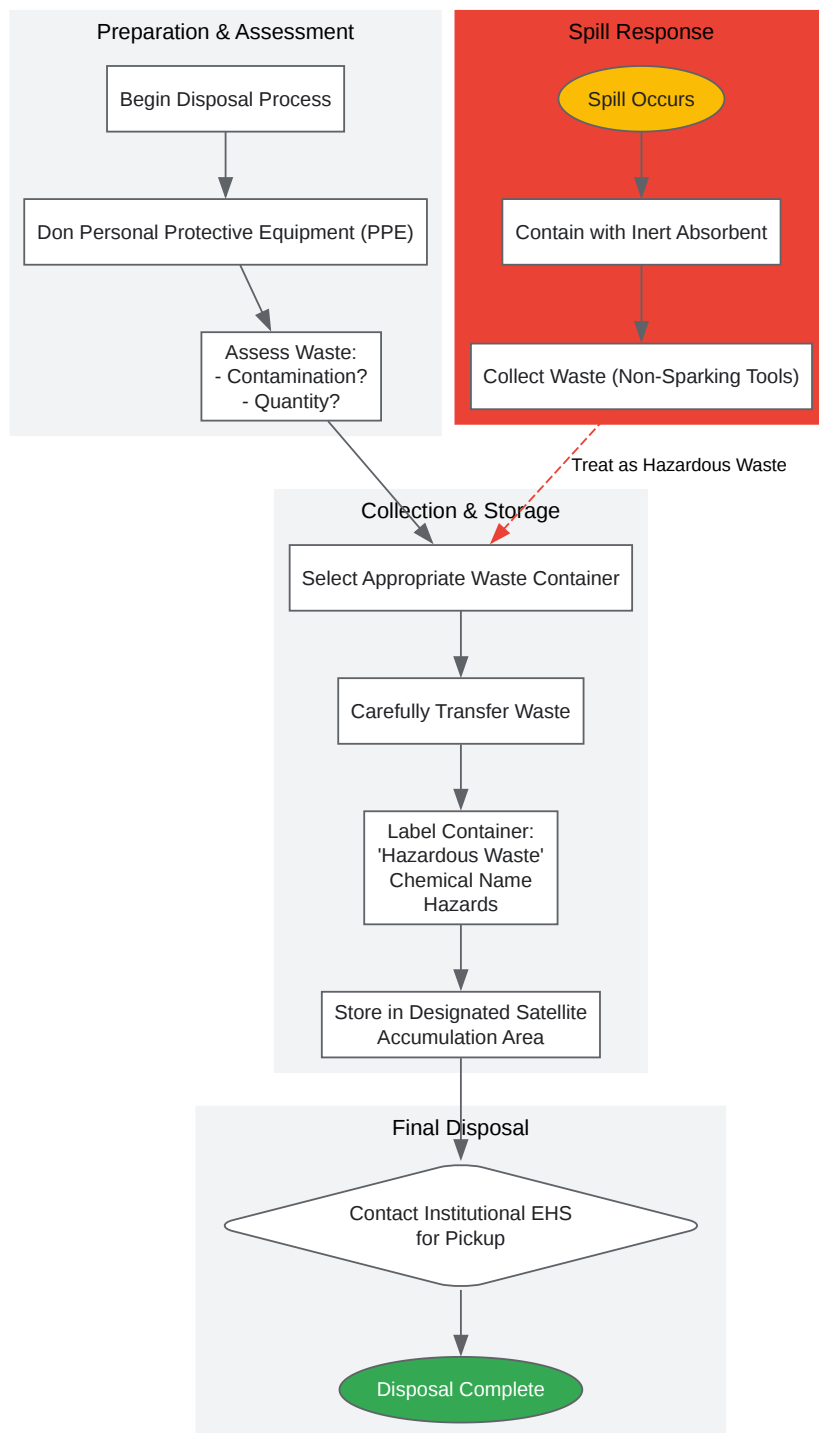 Preparation & Assessment
Begin Disposal Process
Don Personal Protective Equipment (PPE)
Assess Waste:
- Contamination?
- Quantity?
Spill Response
Spill Occurs
Contain with Inert Absorbent
Collect Waste (Non-Sparking Tools)
Treat as Hazardous Waste
Collection & Storage
Select Appropriate Waste Container
Carefully Transfer Waste
Label Container:
'Hazardous Waste'
Chemical Name
Hazards
Store in Designated Satellite
Accumulation Area
Final Disposal
Contact Institutional EHS
for Pickup
Disposal Complete